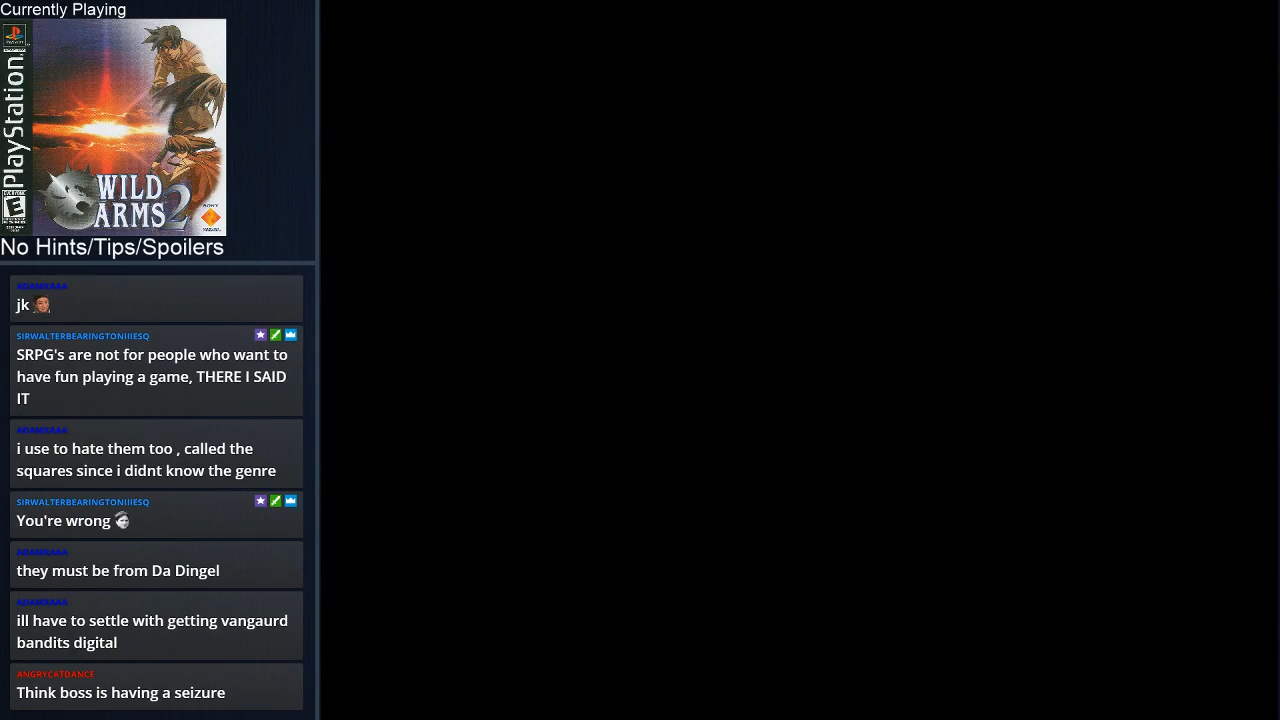 Currently Playing
PlayStation
WILD
ARMS 2
No Hints/Tips/Spoilers
ADAMXAAA
jk
SIRWALTERBEARINGTONIIIESQ
SRPG's are not for people who want to
have fun playing a game, THERE I SAID
IT
i use to hate them too , called the
squares since i didnt know the genre
SIRWALTERBEARINGTONIIIESQ
You're wrong
they must be from Da Dingel
ill have to settle with getting vangaurd
bandits digital
ANGRYCATDANCE
Think boss is having a seizure